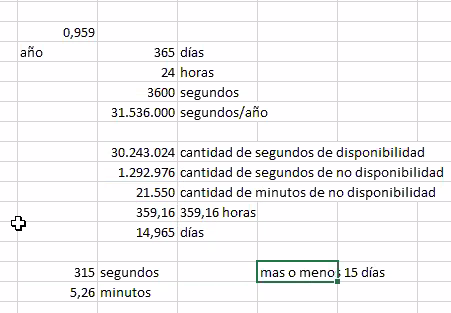 0,959
año 365 días
24 horas
3600 segundos
31.536.000 segundos/año
30.243.024 cantidad de segundos de disponibilidad
1.292.976 cantidad de segundos de no disponibilidad
21.550 cantidad de minutos de no disponibilidad
359,16 359,16 horas
14,965 días
315 segundos mas o menos 15 días
5,26 minutos